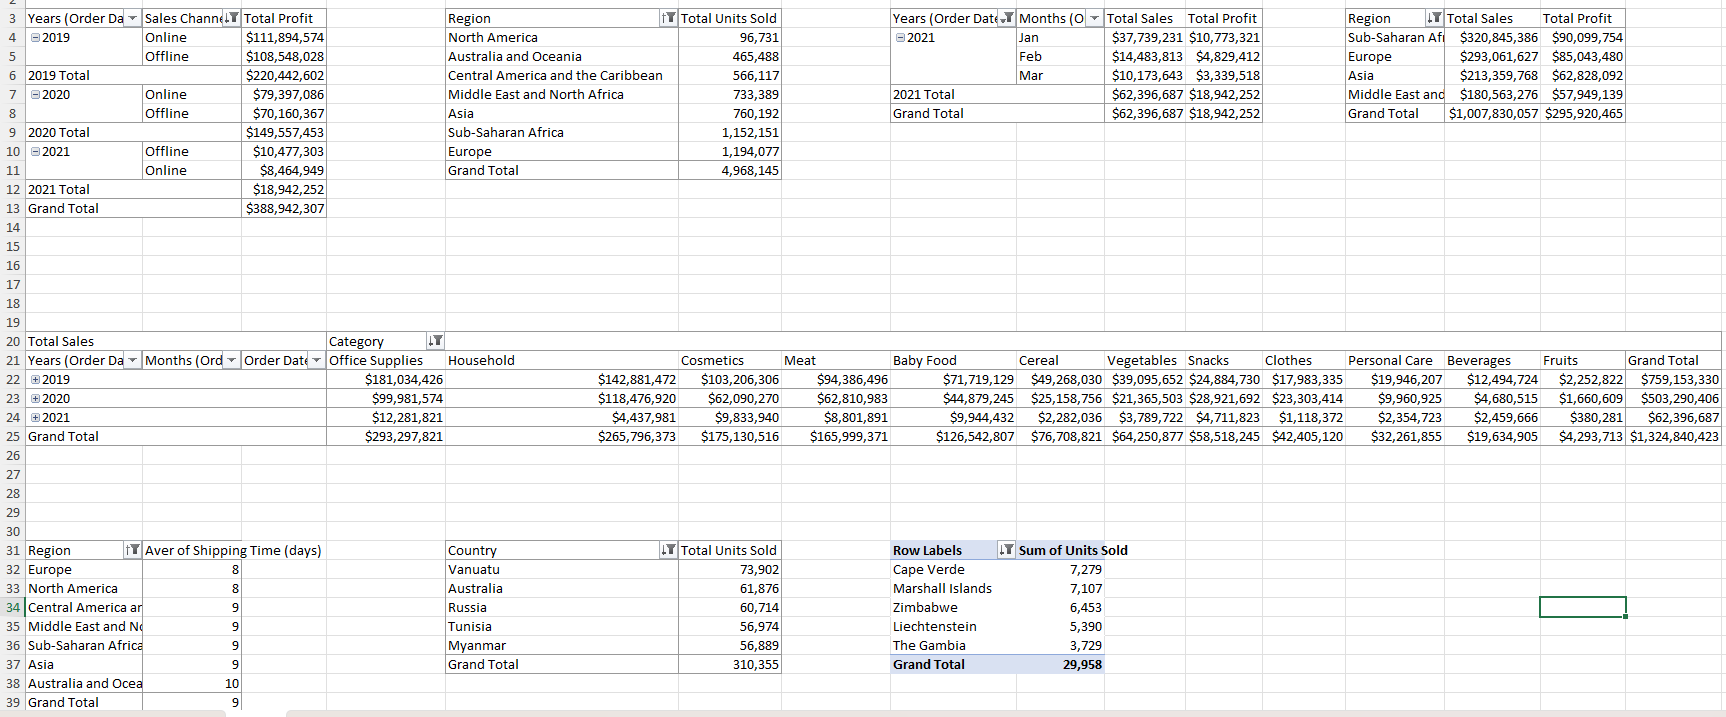 3 Years (Order Da Sales Channe Total Profit Region Total Units Sold Years (Order Date Months (O Total Sales Total Profit Region Total Sales Total Profit
4 2019 Online $111,894,574 North America 96,731 2021 Jan $37,739,231 $10,773,321 Sub-Saharan Afr $320,845,386 $90,099,754
5 Offline $108,548,028 Australia and Oceania 465,488 Feb $14,483,813 $4,829,412 Europe $293,061,627 $85,043,480
6 2019 Total $220,442,602 Central America and the Caribbean 566,117 Mar $10,173,643 $3,339,518 Asia $213,359,768 $62,828,092
7 2020 Online $79,397,086 Middle East and North Africa 733,389 2021 Total $62,396,687 $18,942,252 Middle East and $180,563,276 $57,949,139
8 Offline $70,160,367 Asia 760,192 Grand Total $62,396,687 $18,942,252 Grand Total $1,007,830,057 $295,920,465
9 2020 Total $149,557,453 Sub-Saharan Africa 1,152,151
10 2021 Offline $10,477,303 Europe 1,194,077
11 Online $8,464,949 Grand Total 4,968,145
12 2021 Total $18,942,252
13 Grand Total $388,942,307
14
15
16
17
18
19
20 Total Sales Category
21 Years (Order Da Months (Ord Order Date Office Supplies Household Cosmetics Meat Baby Food Cereal Vegetables Snacks Clothes Personal Care Beverages Fruits Grand Total
22 2019 $181,034,426 $142,881,472 $103,206,306 $94,386,496 $71,719,129 $49,268,030 $39,095,652 $24,884,730 $17,983,335 $19,946,207 $12,494,724 $2,252,822 $759,153,330
23 2020 $99,981,574 $118,476,920 $62,090,270 $62,810,983 $44,879,245 $25,158,756 $21,365,503 $28,921,692 $23,303,414 $9,960,925 $4,680,515 $1,660,609 $503,290,406
24 2021 $12,281,821 $4,437,981 $9,833,940 $8,801,891 $9,944,432 $2,282,036 $3,789,722 $4,711,823 $1,118,372 $2,354,723 $2,459,666 $380,281 $62,396,687
25 Grand Total $293,297,821 $265,796,373 $175,130,516 $165,999,371 $126,542,807 $76,708,821 $64,250,877 $58,518,245 $42,405,120 $32,261,855 $19,634,905 $4,293,713 $1,324,840,423
26
27
28
29
30
31 Region Aver of Shipping Time (days) Country Total Units Sold Row Labels Sum of Units Sold
32 Europe 8 Vanuatu 73,902 Cape Verde 7,279
33 North America 8 Australia 61,876 Marshall Islands 7,107
34 Central America ar 9 Russia 60,714 Zimbabwe 6,453
35 Middle East and No 9 Tunisia 56,974 Liechtenstein 5,390
36 Sub-Saharan Africa 9 Myanmar 56,889 The Gambia 3,729
37 Asia 9 Grand Total 310,355 Grand Total 29,958
38 Australia and Ocea 10
39 Grand Total 9